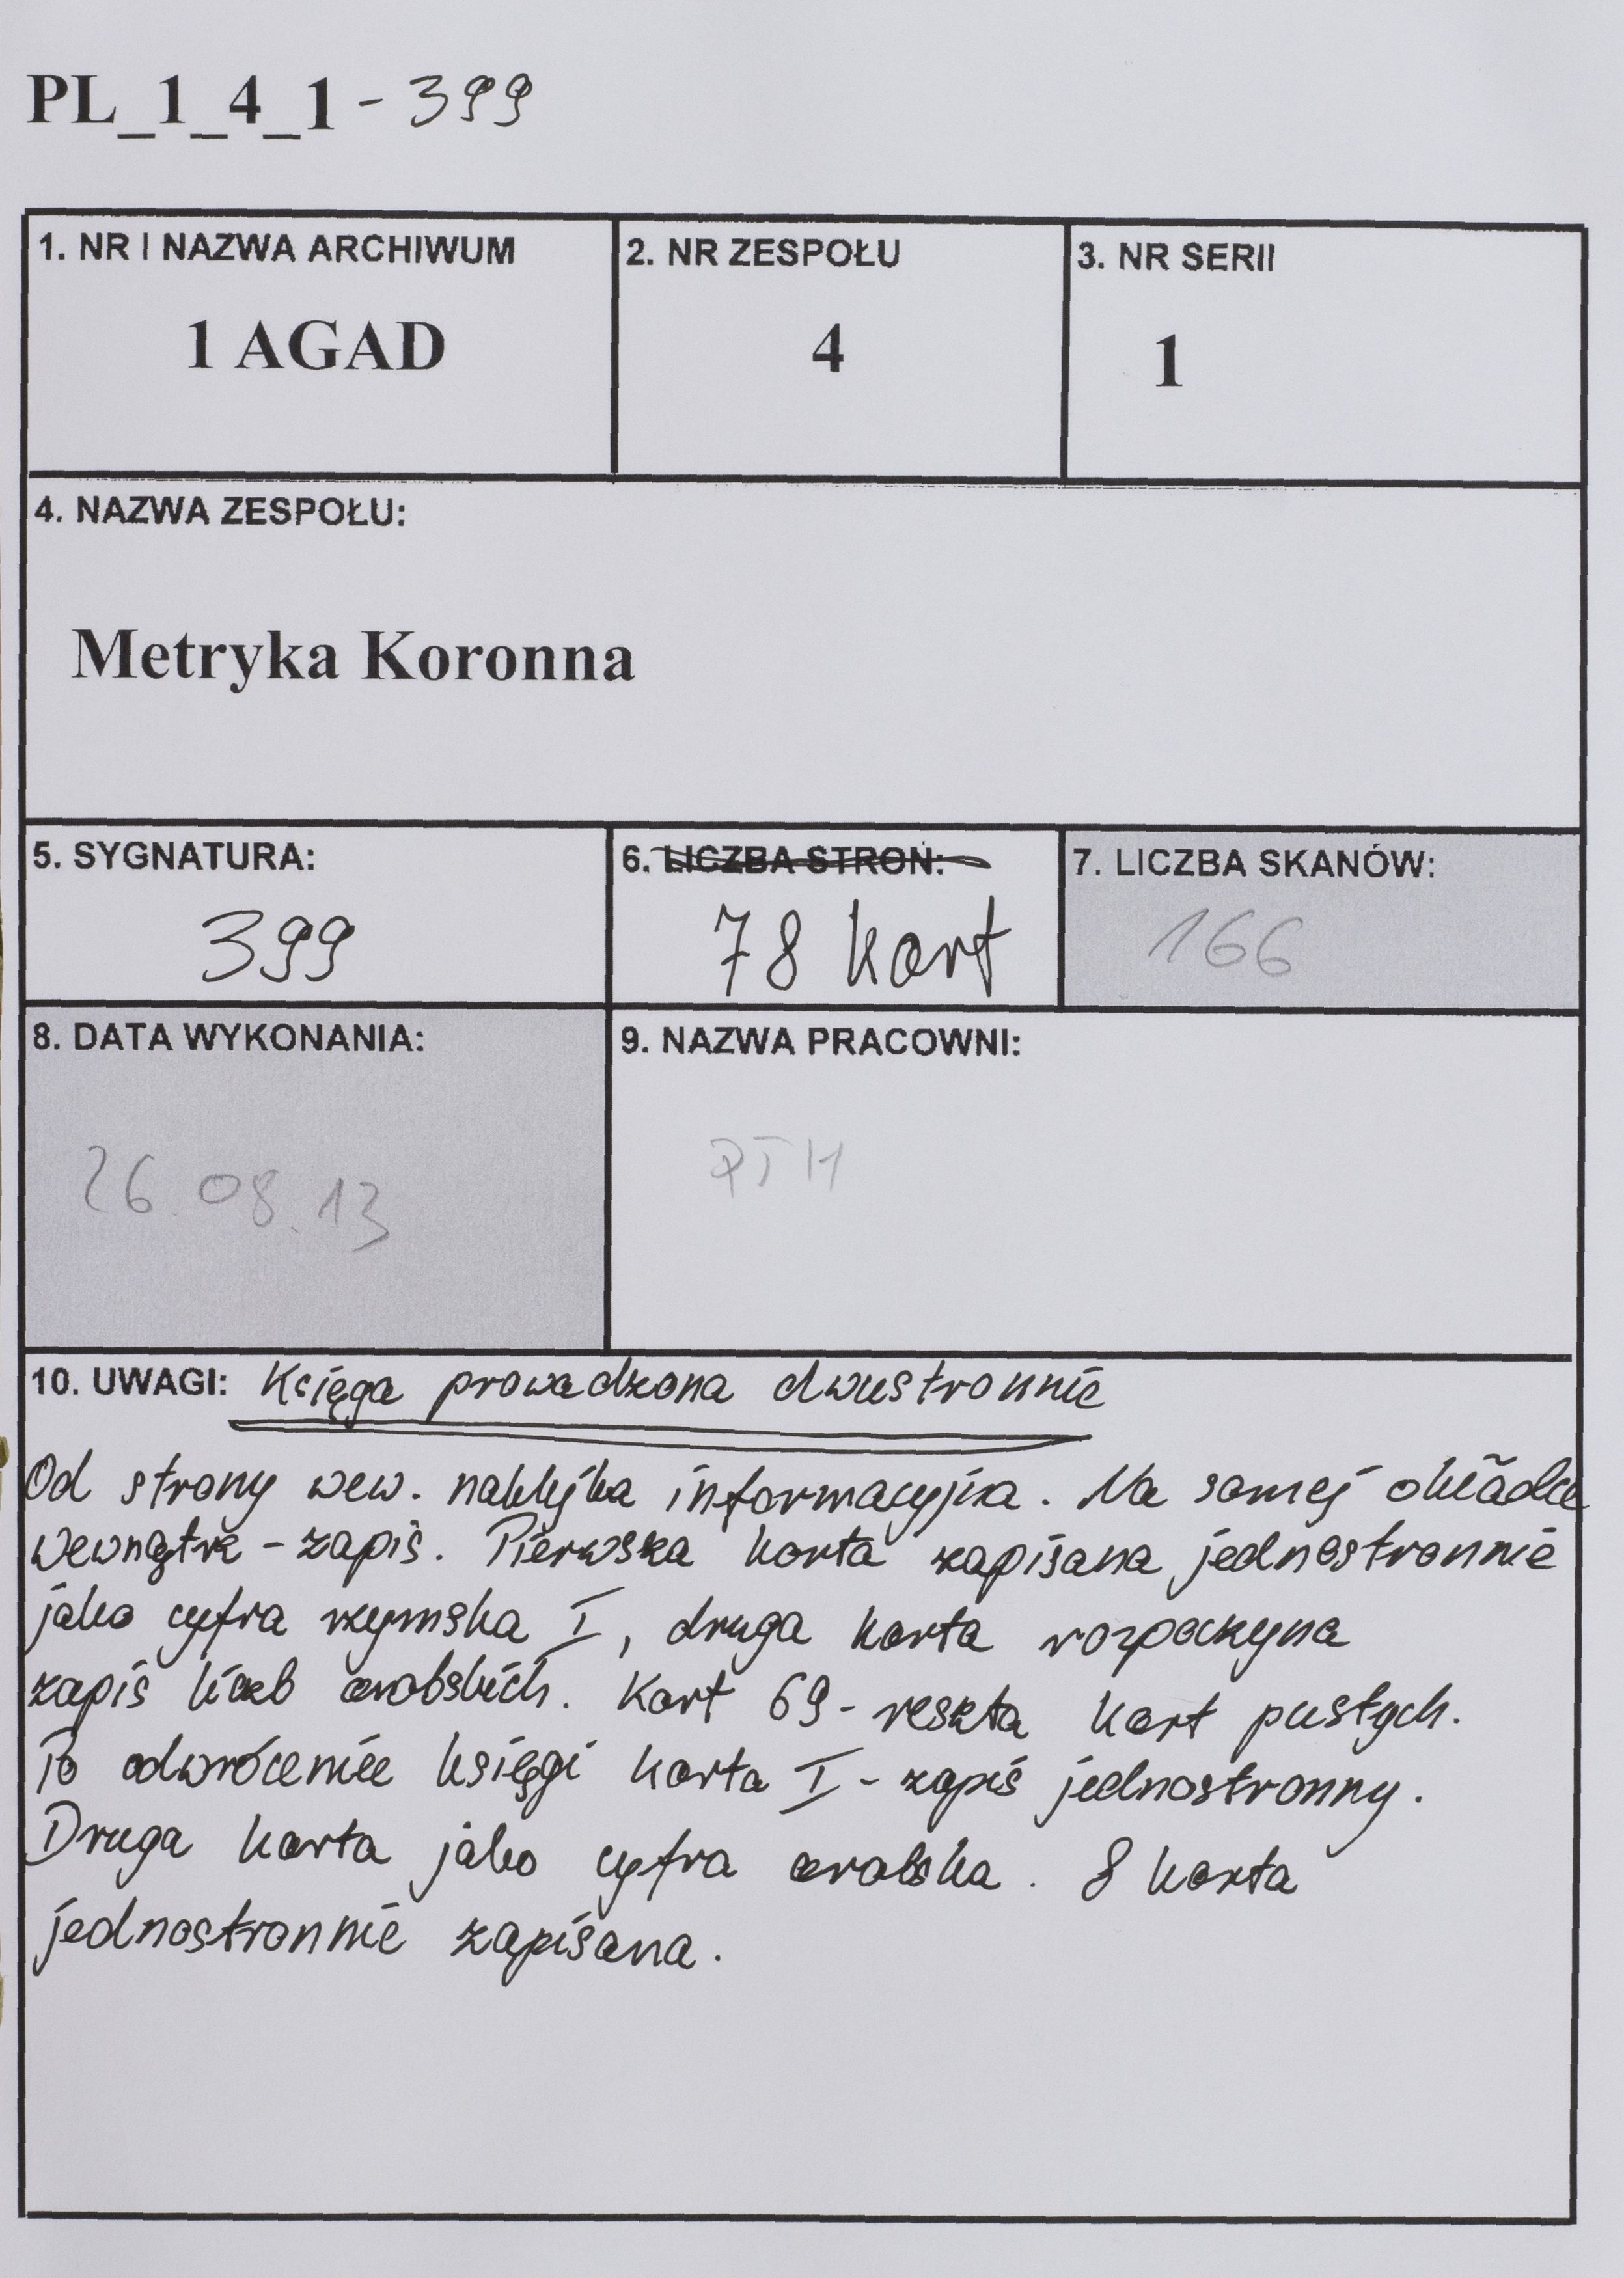 PL_1_4_1 - 399
1. NR I NAZWA ARCHIWUM
1 AGAD
2. NR ZESPOŁU
4
3. NR SERII
1
4. NAZWA ZESPOŁU:
Metryka Koronna
5. SYGNATURA:
399
6. LICZBA STRON:
78 kart
7. LICZBA SKANÓW:
166
8. DATA WYKONANIA:
26.08.13
9. NAZWA PRACOWNI:
10. UWAGI: Księga prowadzona dwustronnie
Od strony wew. naklejka informacyjna. Na samej okładce
wewnątrz - zapis. Pierwsza karta zapisana jednostronnie
jako cyfra rzymska I, druga karta rozpoczyna
zapis liczb arabskich. Kart 69 - reszta kart pustych.
Po odwróceniu księgi karta I - zapis jednostronny.
Druga karta jako cyfra arabska. 8 karta
jednostronnie zapisana.